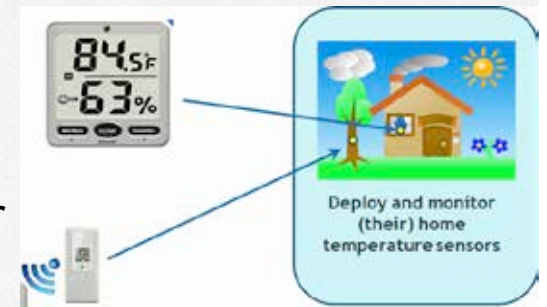 84.5°F
63%
Deploy and monitor
(their) home
temperature sensors